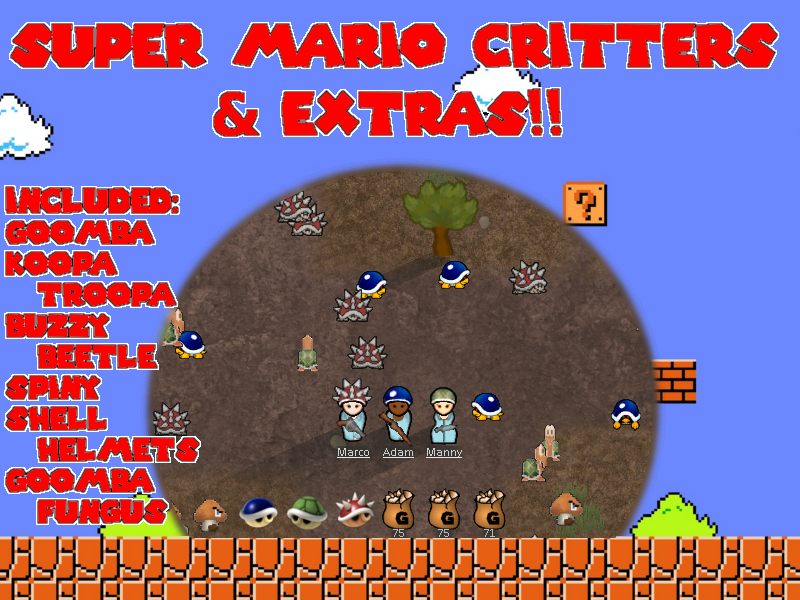 SUPER MARIO CRITTERS
& EXTRAS!!
INCLUDED:
GOOMBA
KOOPA
TROOPA
BUZZY
BEETLE
SPINY
SHELL
HELMETS
GOOMBA
FUNGUS
?
Marco Adam Manny
G G G
75 75 71